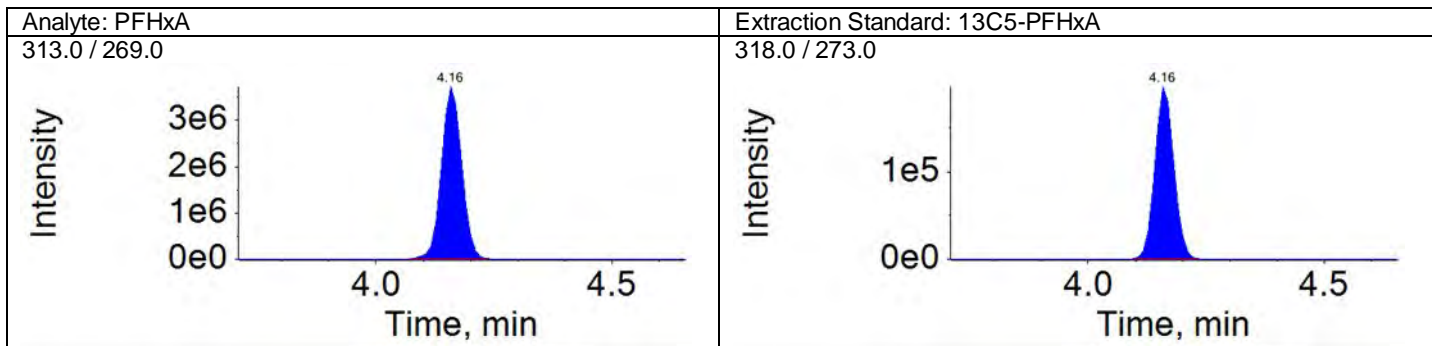 Analyte: PFHxA
313.0 / 269.0
4.16
Intensity
3e6
2e6
1e6
0e0
4.0 4.5
Time, min
Extraction Standard: 13C5-PFHxA
318.0 / 273.0
4.16
Intensity
1e5
0e0
4.0 4.5
Time, min